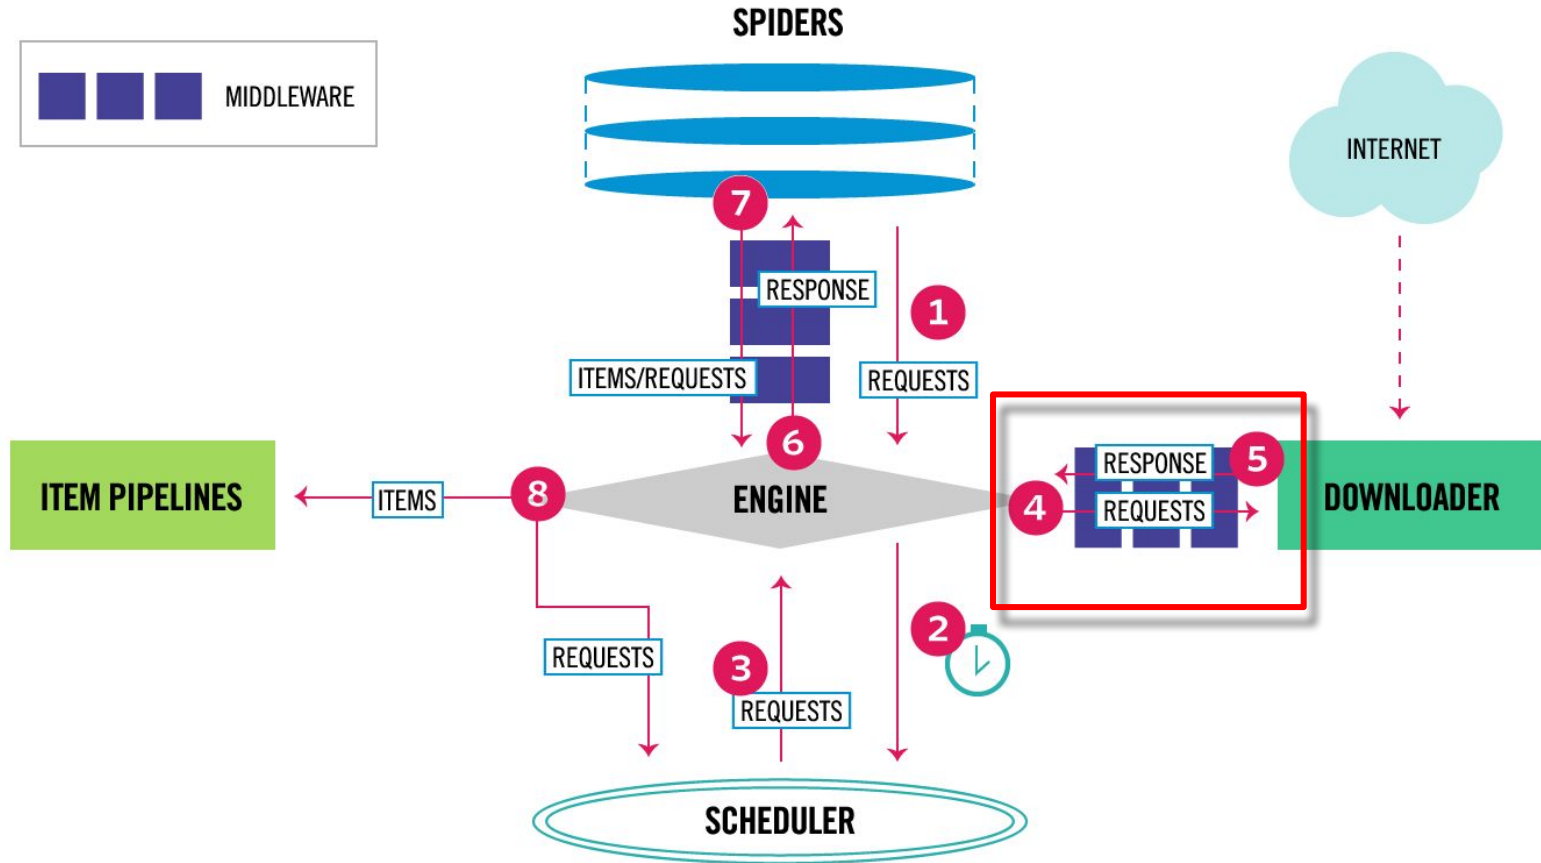 SPIDERS
MIDDLEWARE
INTERNET
7
RESPONSE
1
ITEMS/REQUESTS
REQUESTS
6
RESPONSE
5
ITEM PIPELINES
ITEMS
8
ENGINE
4
REQUESTS
DOWNLOADER
2
REQUESTS
3
REQUESTS
SCHEDULER